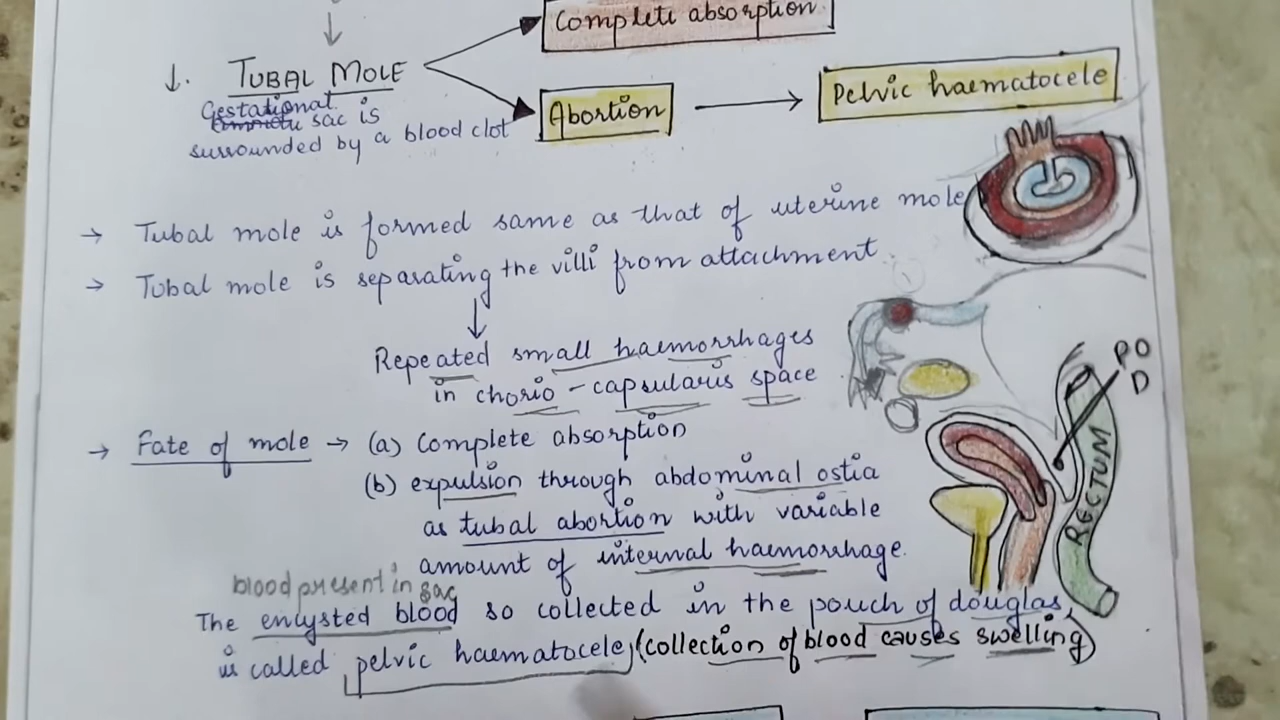 Complete absorption
↓. TUBAL MOLE
Abortion → Pelvic haematocele
Gestational
sac is
surrounded by a blood clot
→ Tubal mole is formed same as that of uterine mole
→ Tubal mole is separating the villi from attachment
Repeated small haemorrhages
in chorio-capsularis space
PO
D
RECTUM
→ Fate of mole → (a) Complete absorption
(b) expulsion through abdominal ostia
as tubal abortion with variable
amount of internal haemorrhage.
blood present in sac
The encysted blood so collected in the pouch of douglas,
is called pelvic haematocele, (collection of blood causes swelling)